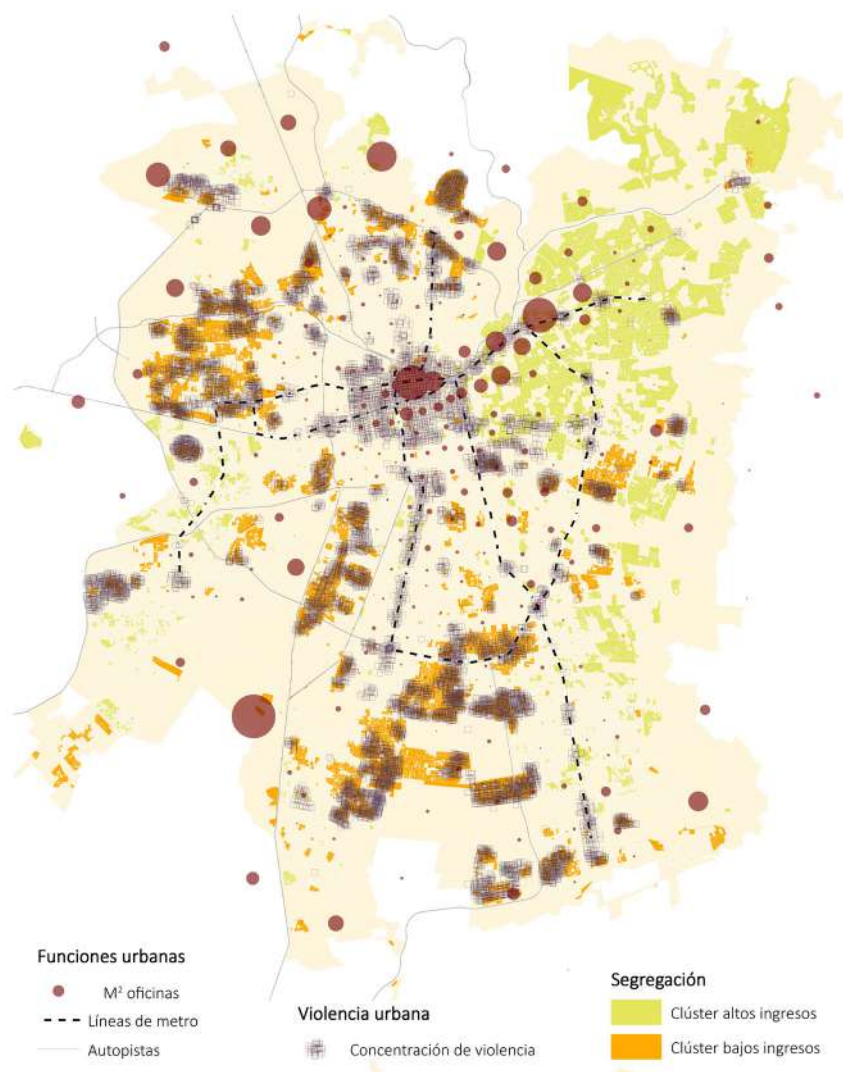 Funciones urbanas
M² oficinas
Líneas de metro
Autopistas
Violencia urbana
Concentración de violencia
Segregación
Clúster altos ingresos
Clúster bajos ingresos